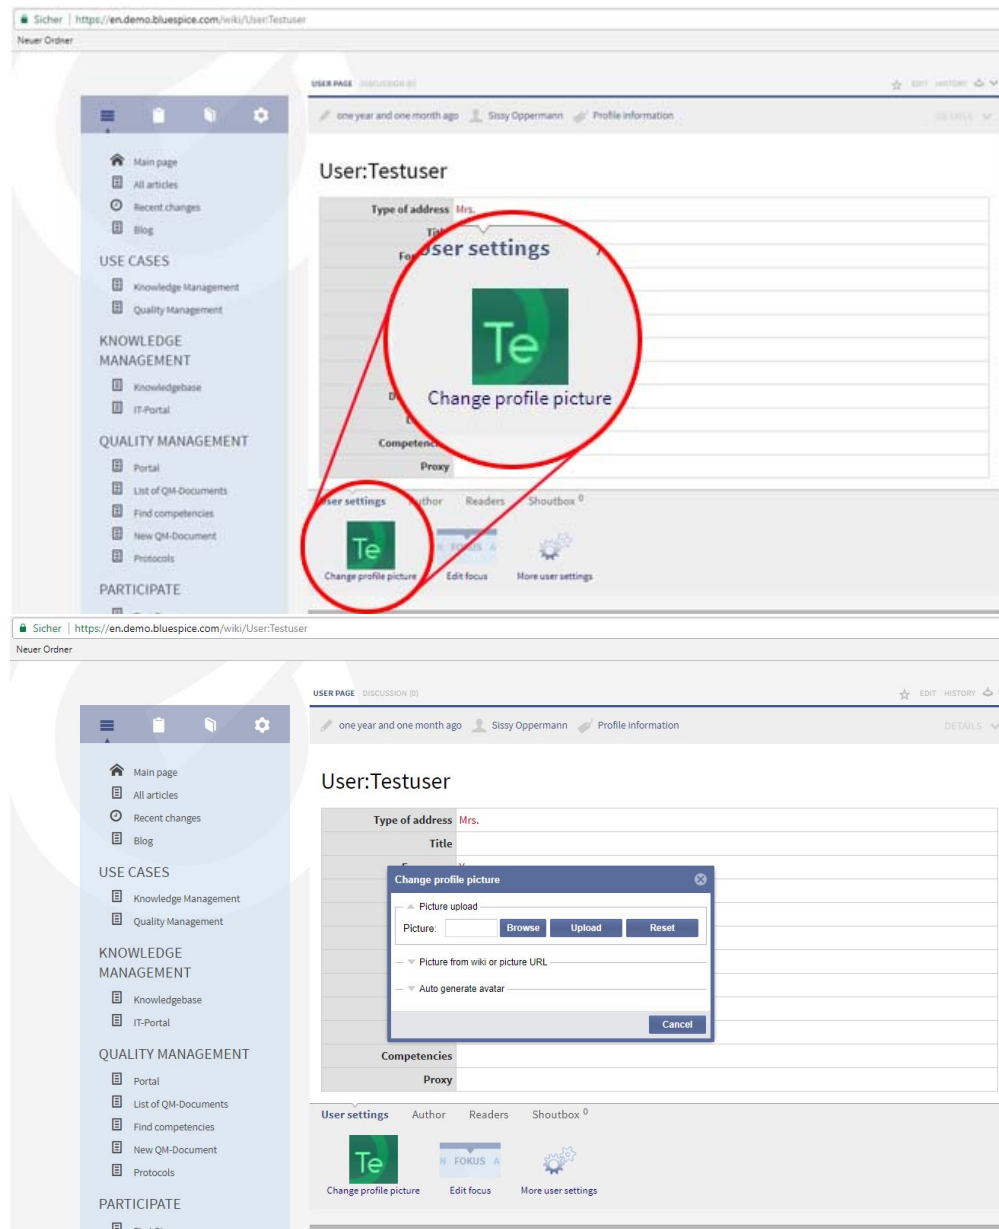 Sicher | https://en.demo.bluespice.com/wiki/User:Testuser
Neuer Ordner
USER PAGE DISCUSSION (0)
EDIT HISTORY
one year and one month ago Sissy Oppermann Profile information
DETAILS
Main page
All articles
Recent changes
Blog
USE CASES
Knowledge Management
Quality Management
KNOWLEDGE
MANAGEMENT
Knowledgebase
IT-Portal
QUALITY MANAGEMENT
Portal
List of QM-Documents
Find competencies
New QM-Document
Protocols
PARTICIPATE
User:Testuser
Type of address Mrs.
User settings
Te
Change profile picture
Proxy
User settings Author Readers Shoutbox 0
Te
N FOKUS A
Change profile picture Edit focus More user settings
Sicher | https://en.demo.bluespice.com/wiki/User:Testuser
Neuer Ordner
USER PAGE DISCUSSION (0)
EDIT HISTORY
one year and one month ago Sissy Oppermann Profile information
DETAILS
Main page
All articles
Recent changes
Blog
USE CASES
Knowledge Management
Quality Management
KNOWLEDGE
MANAGEMENT
Knowledgebase
IT-Portal
QUALITY MANAGEMENT
Portal
List of QM-Documents
Find competencies
New QM-Document
Protocols
PARTICIPATE
User:Testuser
Type of address Mrs.
Title
Change profile picture
Picture upload
Picture: Browse Upload Reset
Picture from wiki or picture URL
Auto generate avatar
Cancel
Competencies
Proxy
User settings Author Readers Shoutbox 0
Te
N FOKUS A
Change profile picture Edit focus More user settings